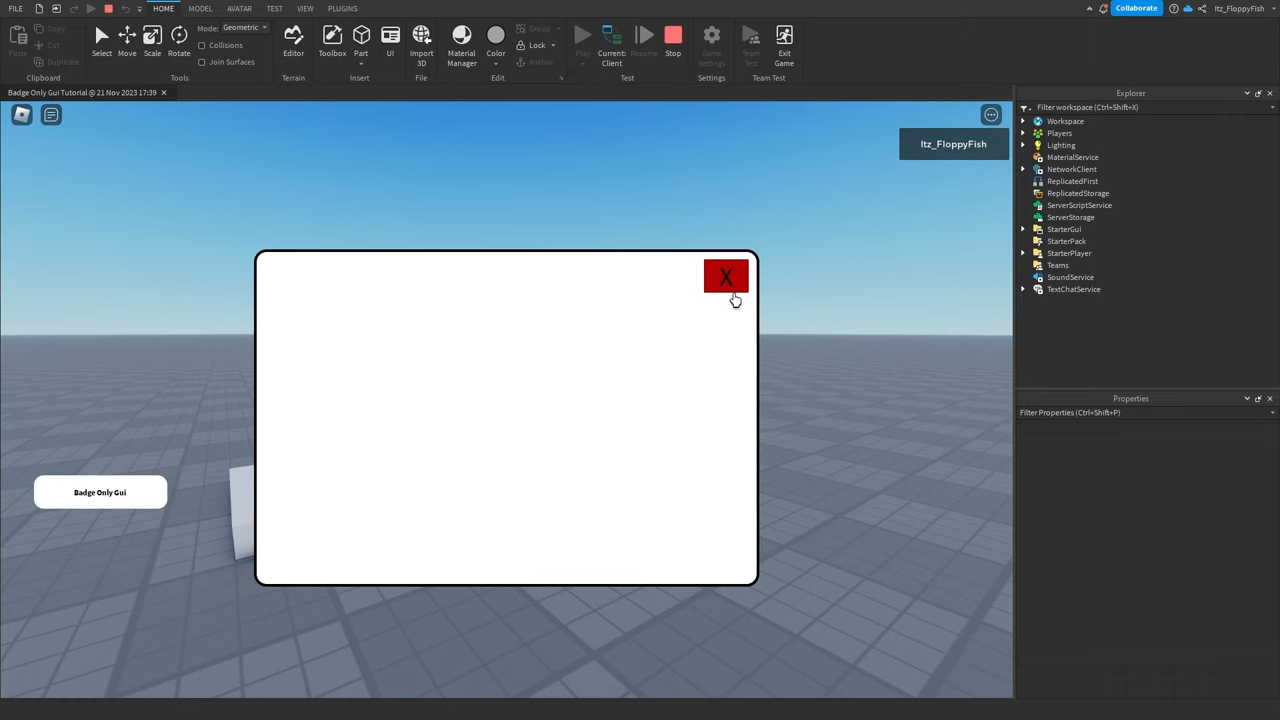 FILE HOME MODEL AVATAR TEST VIEW PLUGINS Collaborate Itz_FloppyFish
Paste Copy Cut Duplicate Select Move Scale Rotate Mode: Geometric Collisions Join Surfaces Editor Toolbox Part UI Import 3D Material Manager Color Group Lock Anchor Play Current: Client Resume Stop Game Settings Team Test Exit Game
Clipboard Tools Terrain Insert File Edit Test Settings Team Test
Badge Only Gui Tutorial @ 21 Nov 2023 17:39 ×
Itz_FloppyFish
X
Badge Only Gui
Explorer
Filter workspace (Ctrl+Shift+X)
Workspace
Players
Lighting
MaterialService
NetworkClient
ReplicatedFirst
ReplicatedStorage
ServerScriptService
ServerStorage
StarterGui
StarterPack
StarterPlayer
Teams
SoundService
TextChatService
Properties
Filter Properties (Ctrl+Shift+P)